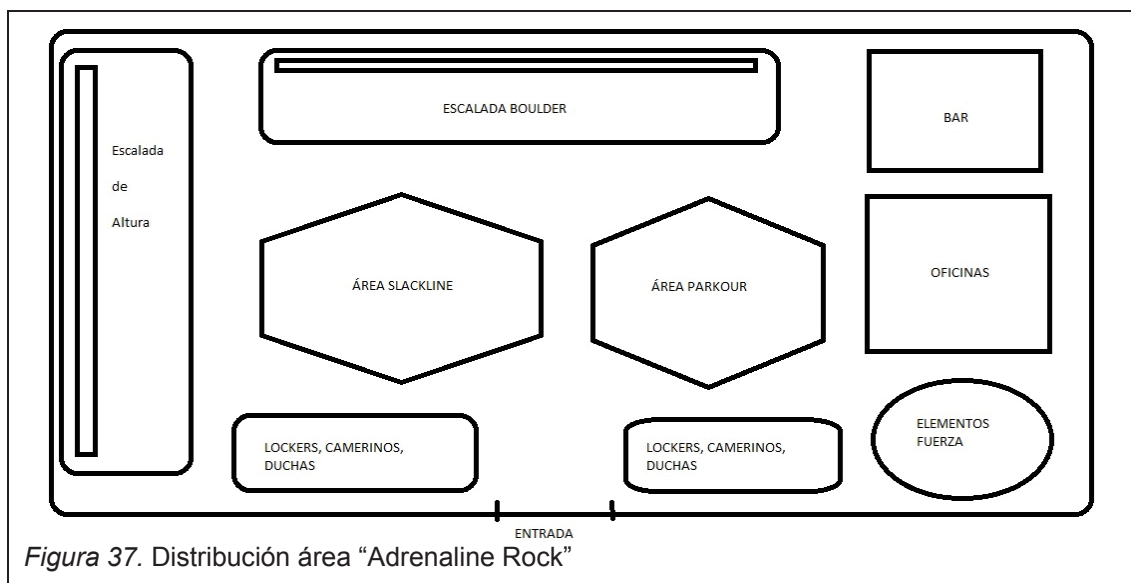 Escalada
de
Altura
ESCALADA BOULDER
BAR
ÁREA SLACKLINE
ÁREA PARKOUR
OFICINAS
LOCKERS, CAMERINOS,
DUCHAS
LOCKERS, CAMERINOS,
DUCHAS
ELEMENTOS
FUERZA
ENTRADA
Figura 37. Distribución área “Adrenaline Rock”